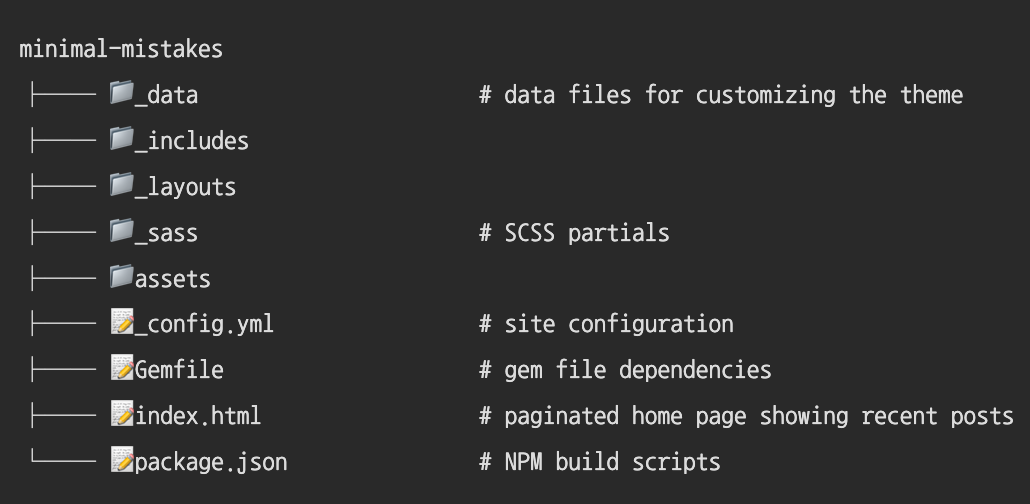 minimal-mistakes
├──── 📁_data # data files for customizing the theme
├──── 📁_includes
├──── 📁_layouts
├──── 📁_sass # SCSS partials
├──── 📁assets
├──── 📝_config.yml # site configuration
├──── 📝Gemfile # gem file dependencies
├──── 📝index.html # paginated home page showing recent posts
└──── 📝package.json # NPM build scripts